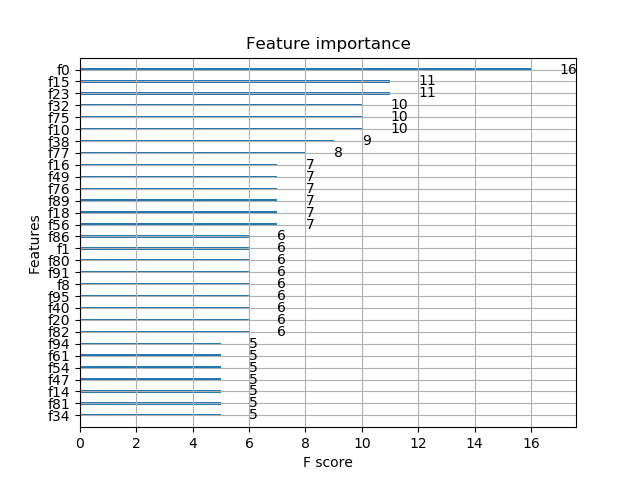 Feature importance
Features
f0 16
f15 11
f23 11
f32 10
f75 10
f10 10
f38 9
f77 8
f16 7
f49 7
f76 7
f89 7
f18 7
f56 7
f86 6
f1 6
f80 6
f91 6
f8 6
f95 6
f40 6
f20 6
f82 6
f94 5
f61 5
f54 5
f47 5
f14 5
f81 5
f34 5
0 2 4 6 8 10 12 14 16
F score